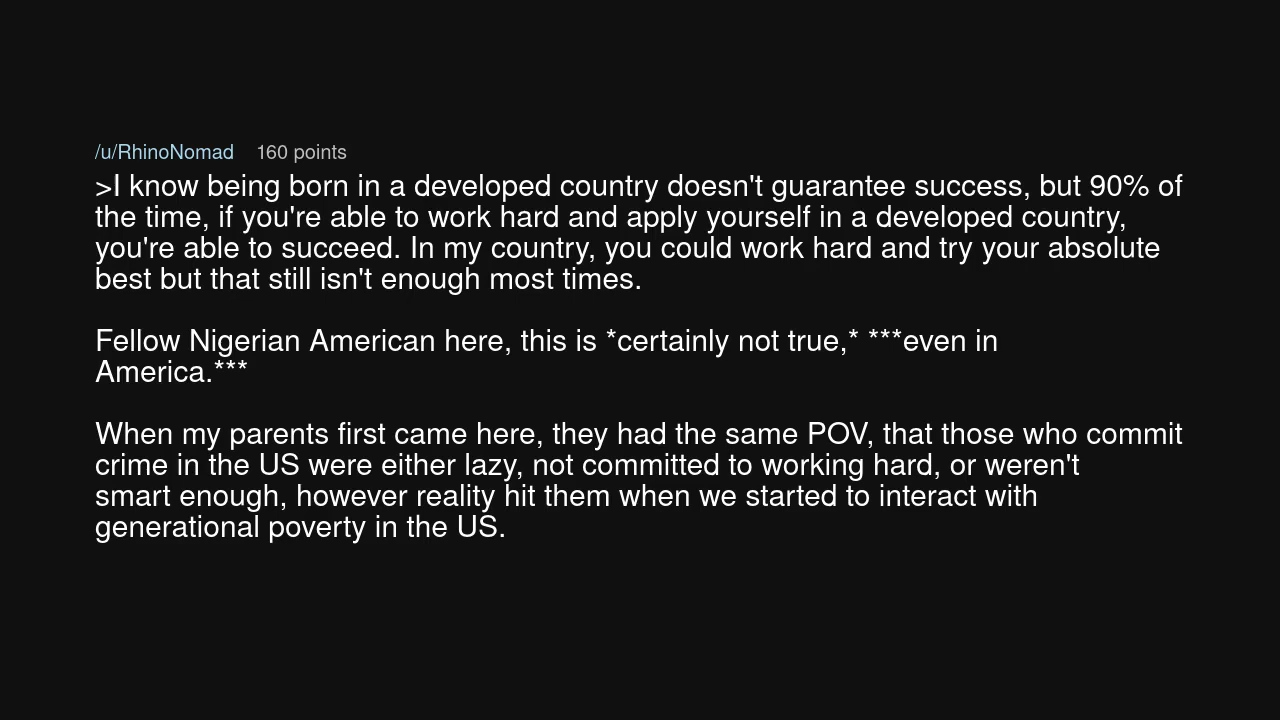 /u/RhinoNomad 160 points
>I know being born in a developed country doesn't guarantee success, but 90% of
the time, if you're able to work hard and apply yourself in a developed country,
you're able to succeed. In my country, you could work hard and try your absolute
best but that still isn't enough most times.
Fellow Nigerian American here, this is *certainly not true,* ***even in
America.***
When my parents first came here, they had the same POV, that those who commit
crime in the US were either lazy, not committed to working hard, or weren't
smart enough, however reality hit them when we started to interact with
generational poverty in the US.